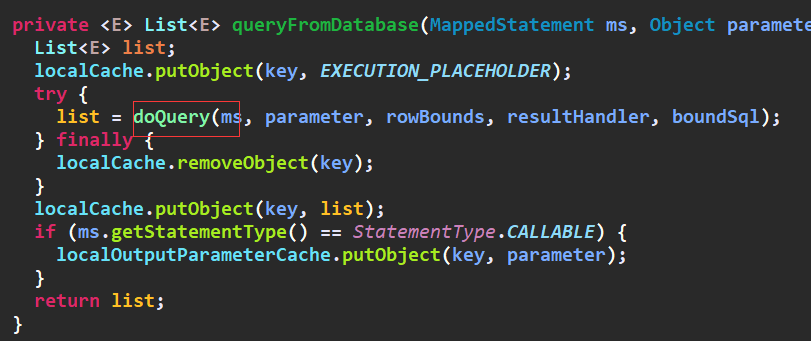 private <E> List<E> queryFromDatabase(MappedStatement ms, Object paramete
List<E> list;
localCache.putObject(key, EXECUTION_PLACEHOLDER);
try {
list = doQuery(ms, parameter, rowBounds, resultHandler, boundSql);
} finally {
localCache.removeObject(key);
}
localCache.putObject(key, list);
if (ms.getStatementType() == StatementType.CALLABLE) {
localOutputParameterCache.putObject(key, parameter);
}
return list;
}